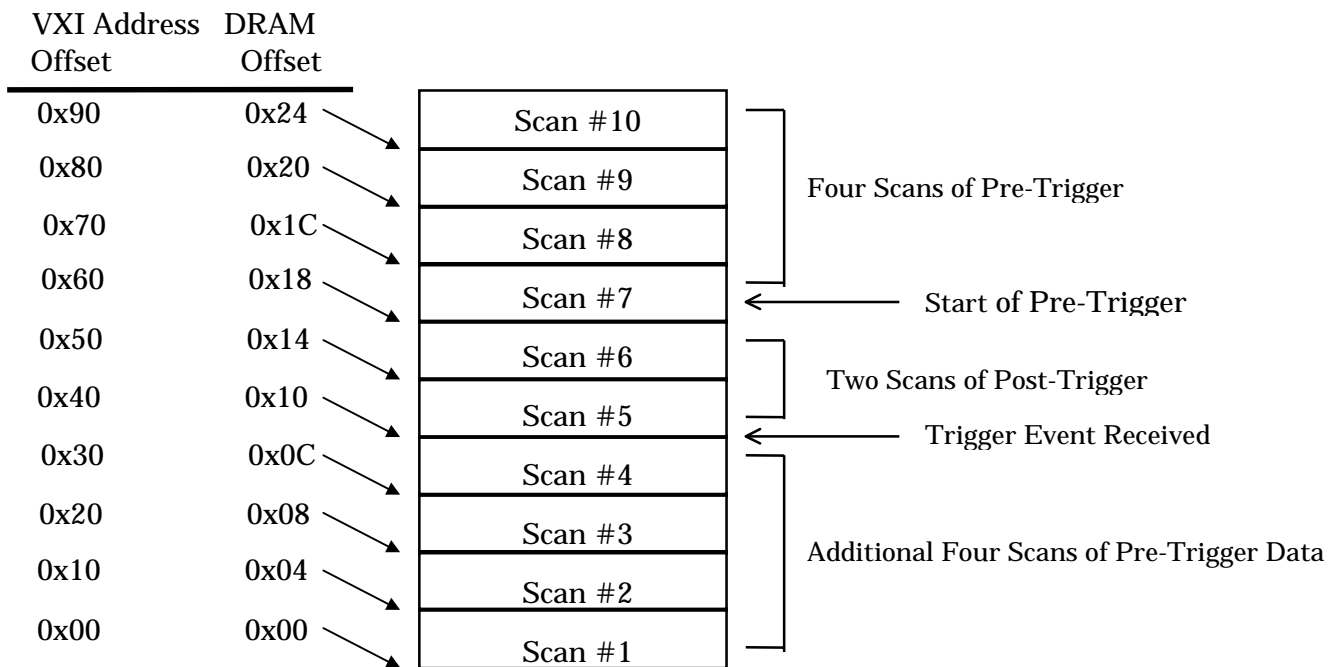 VXI Address DRAM
Offset Offset
0x90 0x24
Scan #10
0x80 0x20
Scan #9
Four Scans of Pre-Trigger
0x70 0x1C
Scan #8
0x60 0x18
Scan #7
Start of Pre-Trigger
0x50 0x14
Scan #6
Two Scans of Post-Trigger
0x40 0x10
Scan #5
Trigger Event Received
0x30 0x0C
Scan #4
0x20 0x08
Scan #3
Additional Four Scans of Pre-Trigger Data
0x10 0x04
Scan #2
0x00 0x00
Scan #1